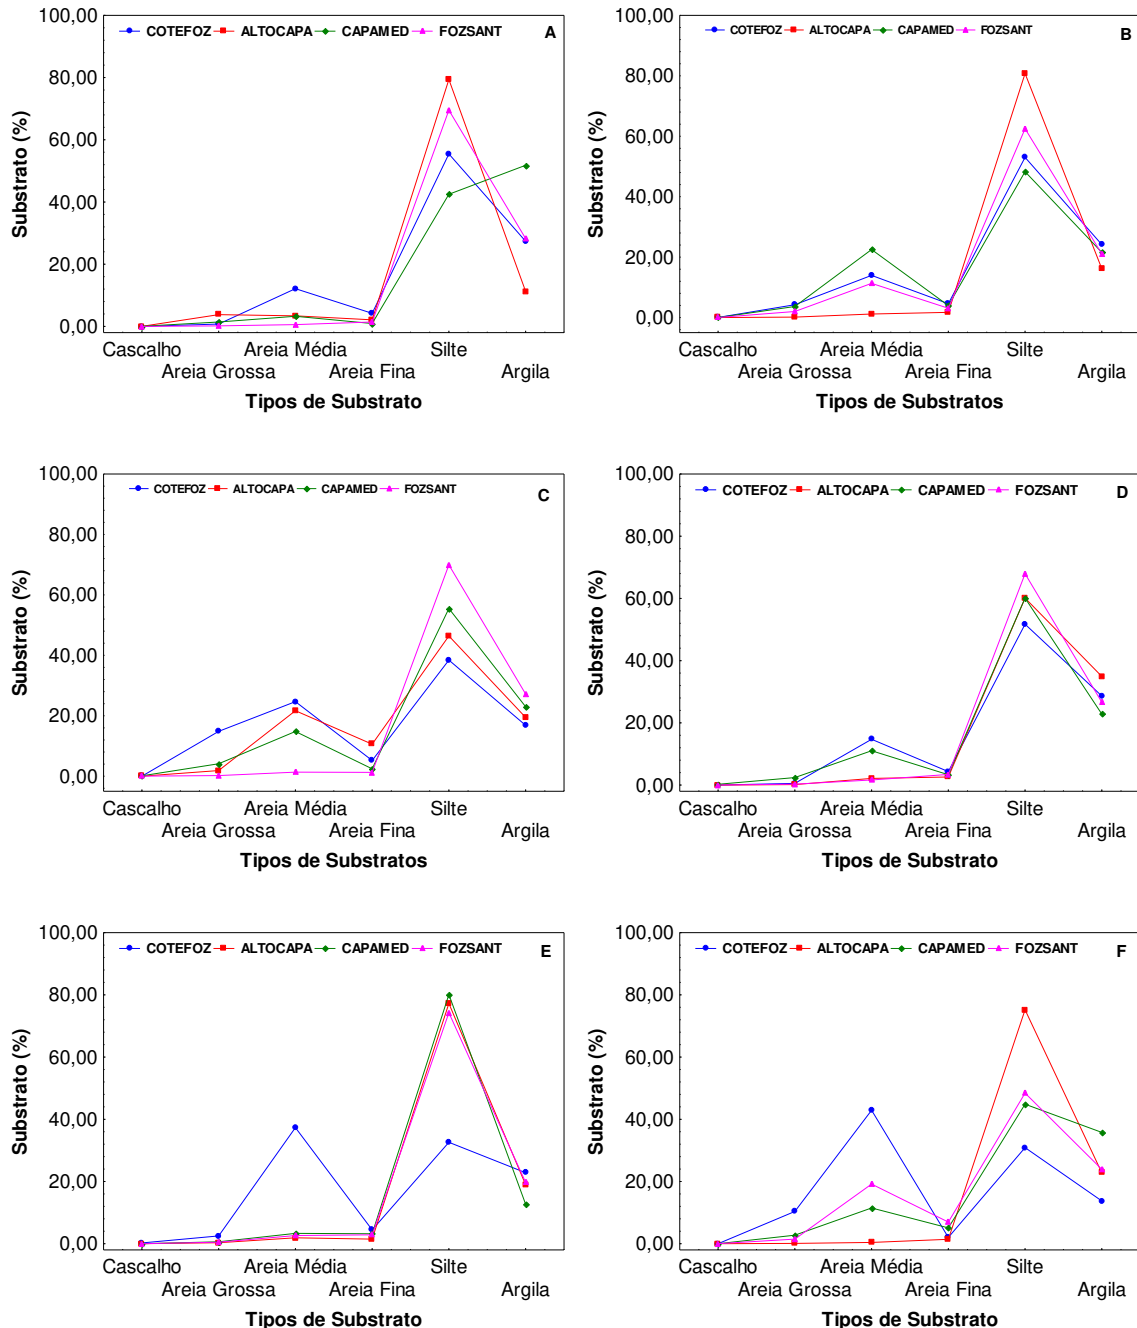 100,00
COTEFOZ ALTOCAPA CAPAMED FOZSANT A
80,00
60,00
40,00
20,00
0,00
Substrato (%)
Cascalho Areia Média Silte
Areia Grossa Areia Fina Argila
Tipos de Substrato
100,00
COTEFOZ ALTOCAPA CAPAMED FOZSANT B
80,00
60,00
40,00
20,00
0,00
Substrato (%)
Cascalho Areia Média Silte
Areia Grossa Areia Fina Argila
Tipos de Substratos
100,00
COTEFOZ ALTOCAPA CAPAMED FOZSANT C
80,00
60,00
40,00
20,00
0,00
Substrato (%)
Cascalho Areia Média Silte
Areia Grossa Areia Fina Argila
Tipos de Substratos
100,00
COTEFOZ ALTOCAPA CAPAMED FOZSANT D
80,00
60,00
40,00
20,00
0,00
Substrato (%)
Cascalho Areia Média Silte
Areia Grossa Areia Fina Argila
Tipos de Substrato
100,00
COTEFOZ ALTOCAPA CAPAMED FOZSANT E
80,00
60,00
40,00
20,00
0,00
Substrato (%)
Cascalho Areia Média Silte
Areia Grossa Areia Fina Argila
Tipos de Substrato
100,00
COTEFOZ ALTOCAPA CAPAMED FOZSANT F
80,00
60,00
40,00
20,00
0,00
Substrato (%)
Cascalho Areia Média Silte
Areia Grossa Areia Fina Argila
Tipos de Substrato